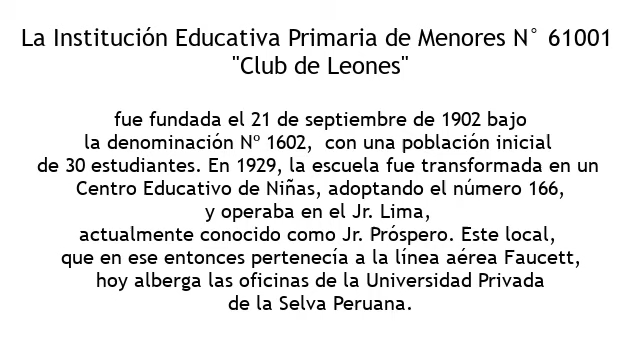 La Institución Educativa Primaria de Menores N° 61001
"Club de Leones"
fue fundada el 21 de septiembre de 1902 bajo
la denominación Nº 1602, con una población inicial
de 30 estudiantes. En 1929, la escuela fue transformada en un
Centro Educativo de Niñas, adoptando el número 166,
y operaba en el Jr. Lima,
actualmente conocido como Jr. Próspero. Este local,
que en ese entonces pertenecía a la línea aérea Faucett,
hoy alberga las oficinas de la Universidad Privada
de la Selva Peruana.